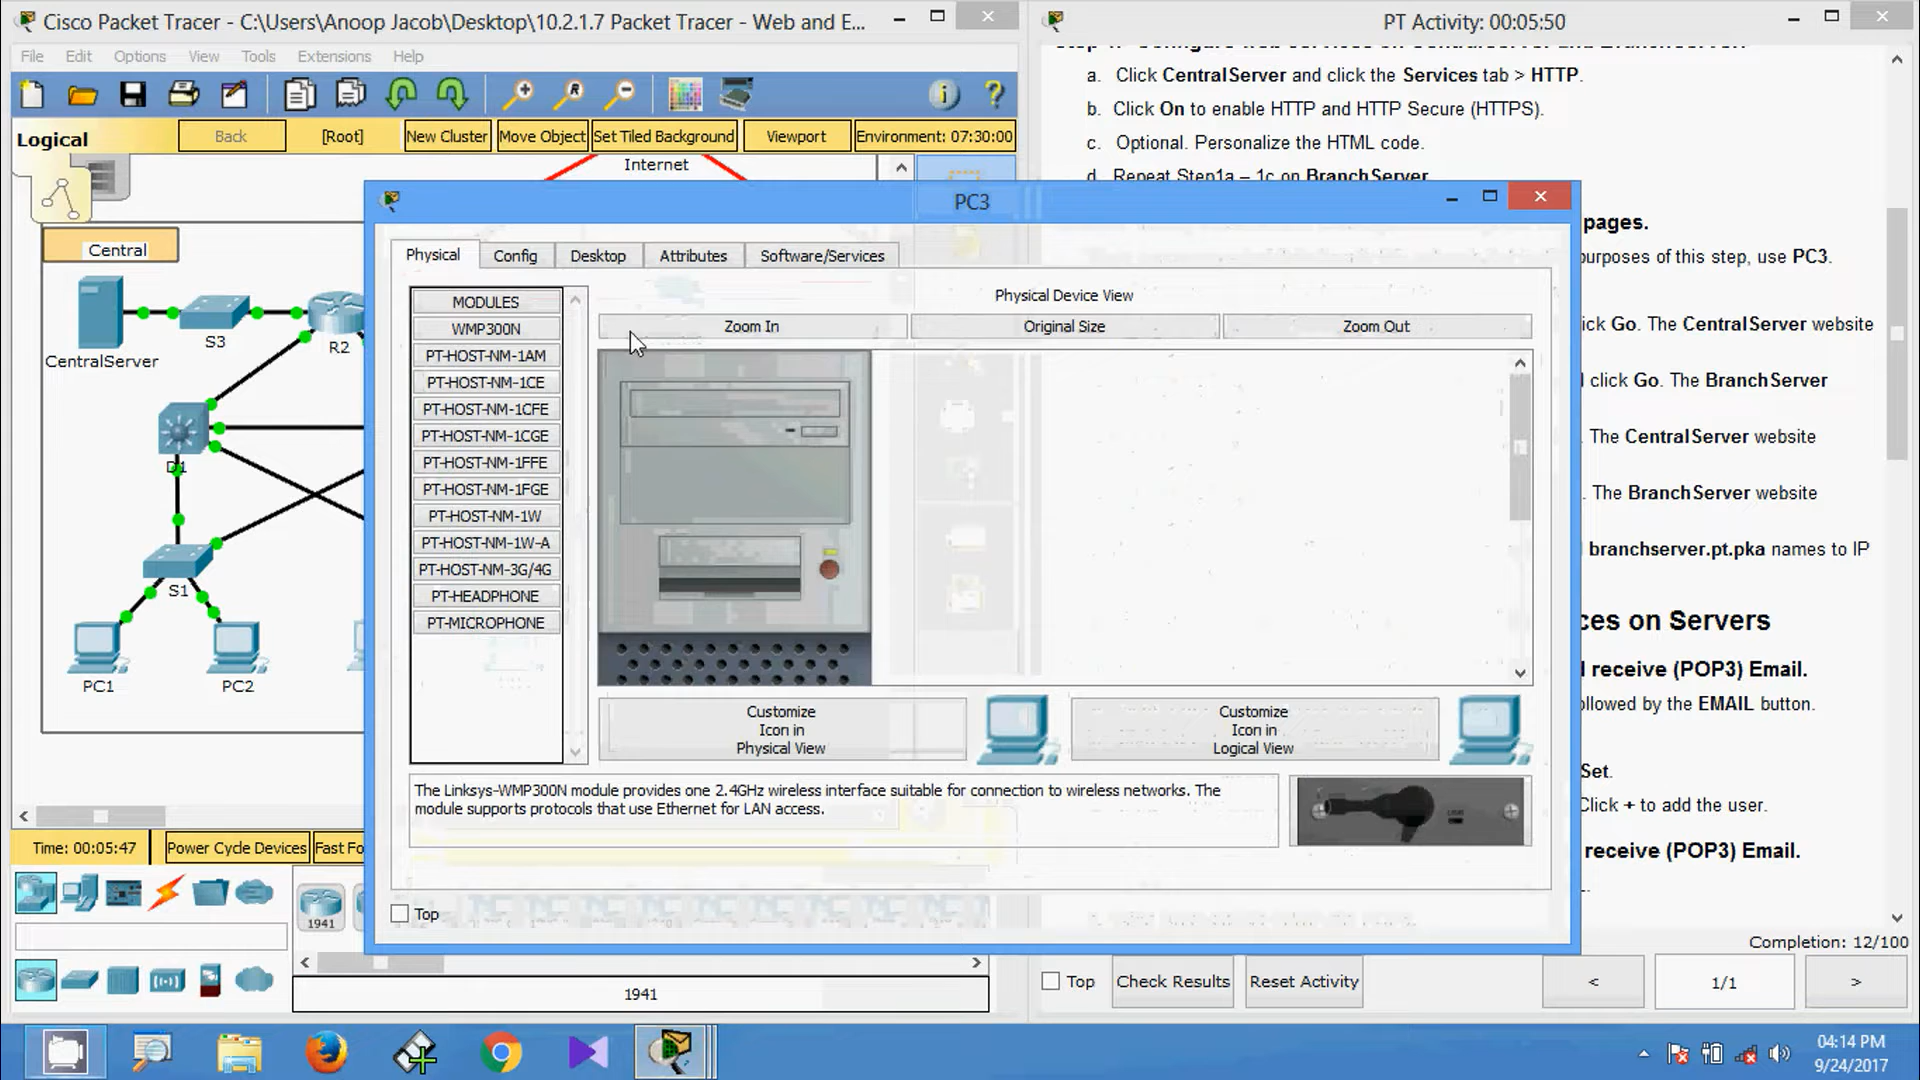 Cisco Packet Tracer - C:\Users\Anoop Jacob\Desktop\10.2.1.7 Packet Tracer - Web and E...
File Edit Options View Tools Extensions Help
Logical
Back
[Root]
New Cluster
Move Object
Set Tiled Background
Viewport
Environment: 07:30:00
Internet
Central
CentralServer
S3
R2
D1
S1
PC1
PC2
Time: 00:05:47
Power Cycle Devices
Fast Fo
1941
1941
PC3
Physical
Config
Desktop
Attributes
Software/Services
MODULES
WMP300N
PT-HOST-NM-1AM
PT-HOST-NM-1CE
PT-HOST-NM-1CFE
PT-HOST-NM-1CGE
PT-HOST-NM-1FFE
PT-HOST-NM-1FGE
PT-HOST-NM-1W
PT-HOST-NM-1W-A
PT-HOST-NM-3G/4G
PT-HEADPHONE
PT-MICROPHONE
Physical Device View
Zoom In
Original Size
Zoom Out
Customize
Icon in
Physical View
Customize
Icon in
Logical View
The Linksys-WMP300N module provides one 2.4GHz wireless interface suitable for connection to wireless networks. The
module supports protocols that use Ethernet for LAN access.
Top
PT Activity: 00:05:50
a. Click CentralServer and click the Services tab > HTTP.
b. Click On to enable HTTP and HTTP Secure (HTTPS).
c. Optional. Personalize the HTML code.
d. Repeat Step1a – 1c on BranchServer.
pages.
purposes of this step, use PC3.
ick Go. The CentralServer website
click Go. The BranchServer
The CentralServer website
. The BranchServer website
branchserver.pt.pka names to IP
ces on Servers
receive (POP3) Email.
ollowed by the EMAIL button.
Set.
Click + to add the user.
receive (POP3) Email.
Completion: 12/100
Top
Check Results
Reset Activity
<
1/1
>
04:14 PM
9/24/2017